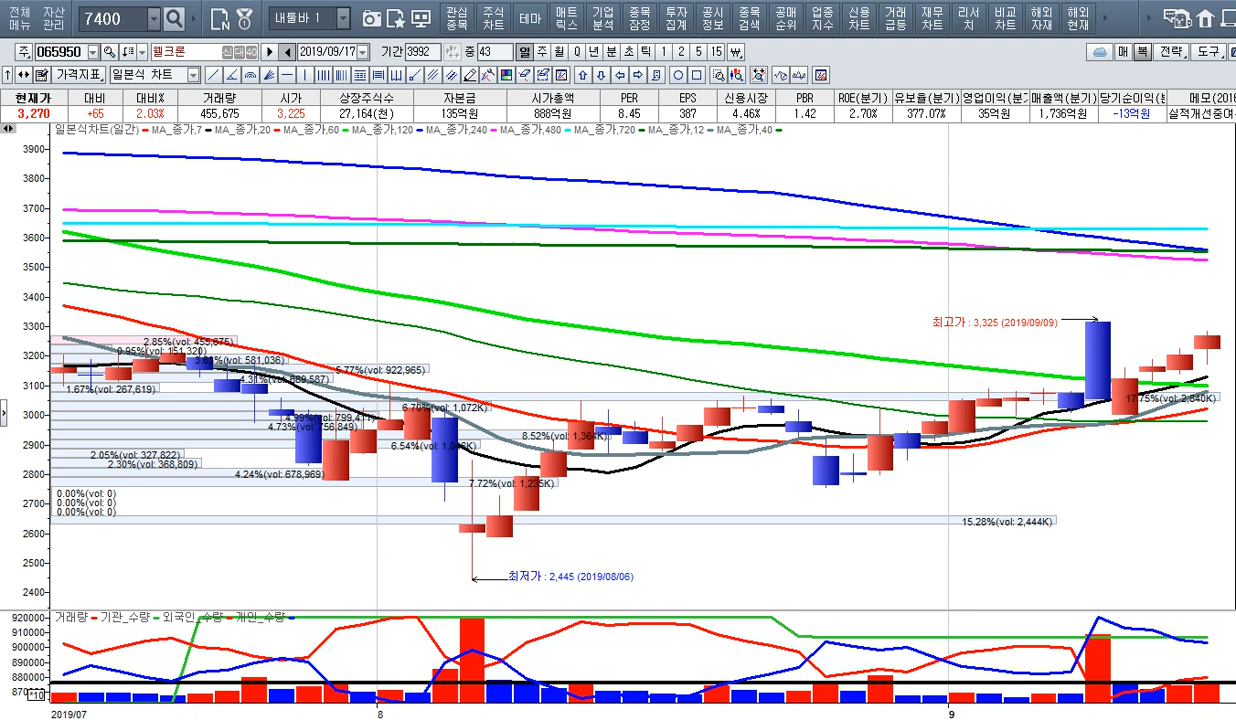 전체 메뉴 자산 관리 7400 내툴바 1 관심 종목 주식 차트 테마 매트 릭스 기업 분석 종목 잠정 투자 집계 공시 정보 종목 검색 공매 순위 업종 지수 신용 차트 거래 급등 재무 차트 리서 치 비교 차트 해외 자재 해외 현재
주 065950 웰크론 신 대 40 2019/09/17 기간 3992 중 43 일 주 월 Q 년 분 초 틱 1 2 3 5 15 매 복 전략 도구
가격지표 일본식 차트
현재가 대비 대비% 거래량 시가 상장주식수 자본금 시가총액 PER EPS 신용시장 PBR ROE(분기) 유보율(분기) 영업이익(분기 매출액(분기) 당기순이익( 메모(201
3,270 +65 2.03% 455,675 3,225 27,164(천) 135억원 888억원 8.45 387 4.46% 1.42 2.70% 377.07% 35억원 1,736억원 -13억원 실적개선중여
일본식차트(일간) MA_종가,7 MA_종가,20 MA_종가,60 MA_종가,120 MA_종가,240 MA_종가,480 MA_종가,720 MA_종가,12 MA_종가,40
3900
3800
3700
3600
3500
3400
3300
최고가 : 3,325 (2019/09/09)
2.85%(vol: 455,675)
0.95%(vol: 151,320)
3200
581,036)
5.77%(vol: 922,965)
4.31%(vol: 689,587)
1.67%(vol: 267,619)
3100
17.75%(vol: 2,840K)
6.70%(vol: 1,072K)
4.99%(vol: 799,411)
3000
4.73%(vol: 756,849)
8.52%(vol: 1,364K)
6.54%(vol:
2900
2.05%(vol: 327,822)
2.30%(vol: 368,809)
2800
4.24%(vol: 678,969)
7.72%(vol: 1,235K)
0.00%(vol: 0)
0.00%(vol: 0)
2700
0.00%(vol: 0)
15.28%(vol: 2,444K)
2600
2500
최저가 : 2,445 (2019/08/06)
2400
거래량 기관_수량 외국인_수량 개인_수량
920000
910000
900000
890000
880000
*10
2019/07 8 9